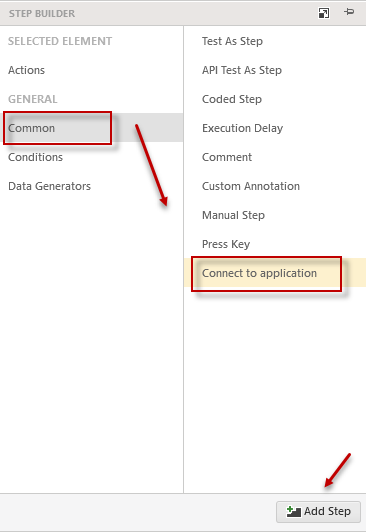 STEP BUILDER
SELECTED ELEMENT
Actions
GENERAL
Common
Conditions
Data Generators
Test As Step
API Test As Step
Coded Step
Execution Delay
Comment
Custom Annotation
Manual Step
Press Key
Connect to application
Add Step